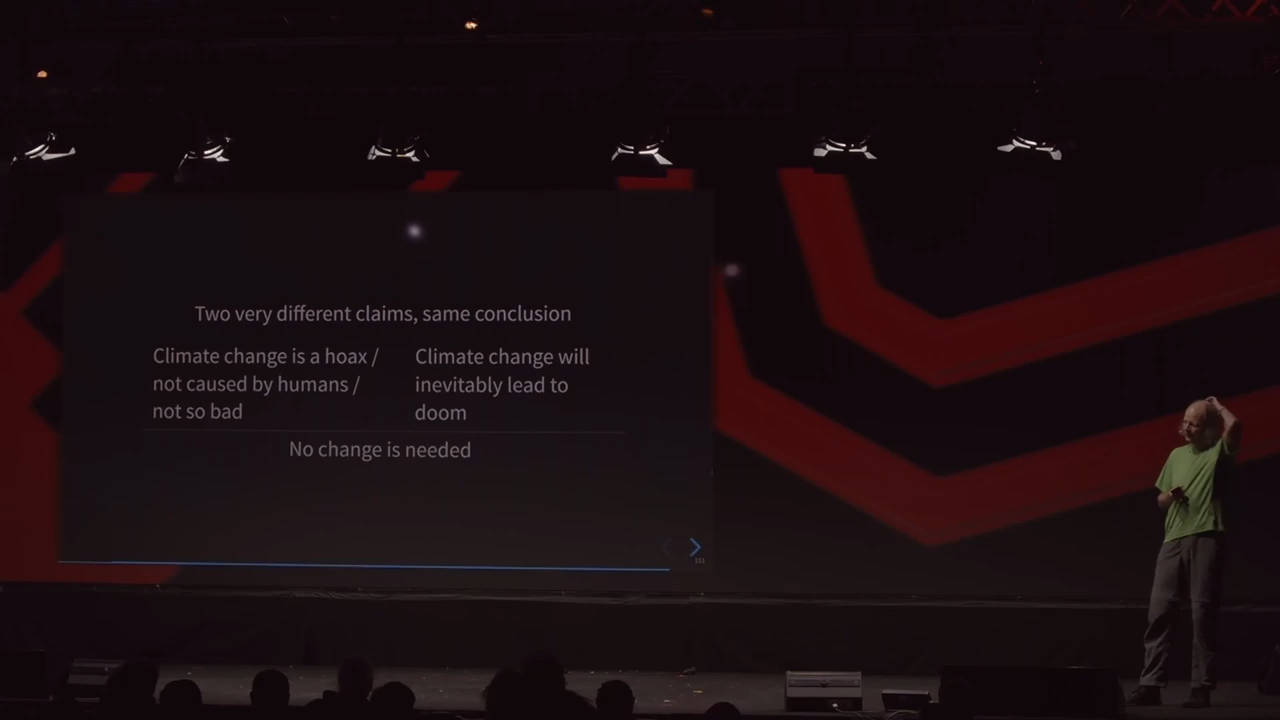 Two very different claims, same conclusion
Climate change is a hoax /
not caused by humans /
not so bad
Climate change will
inevitably lead to
doom
No change is needed